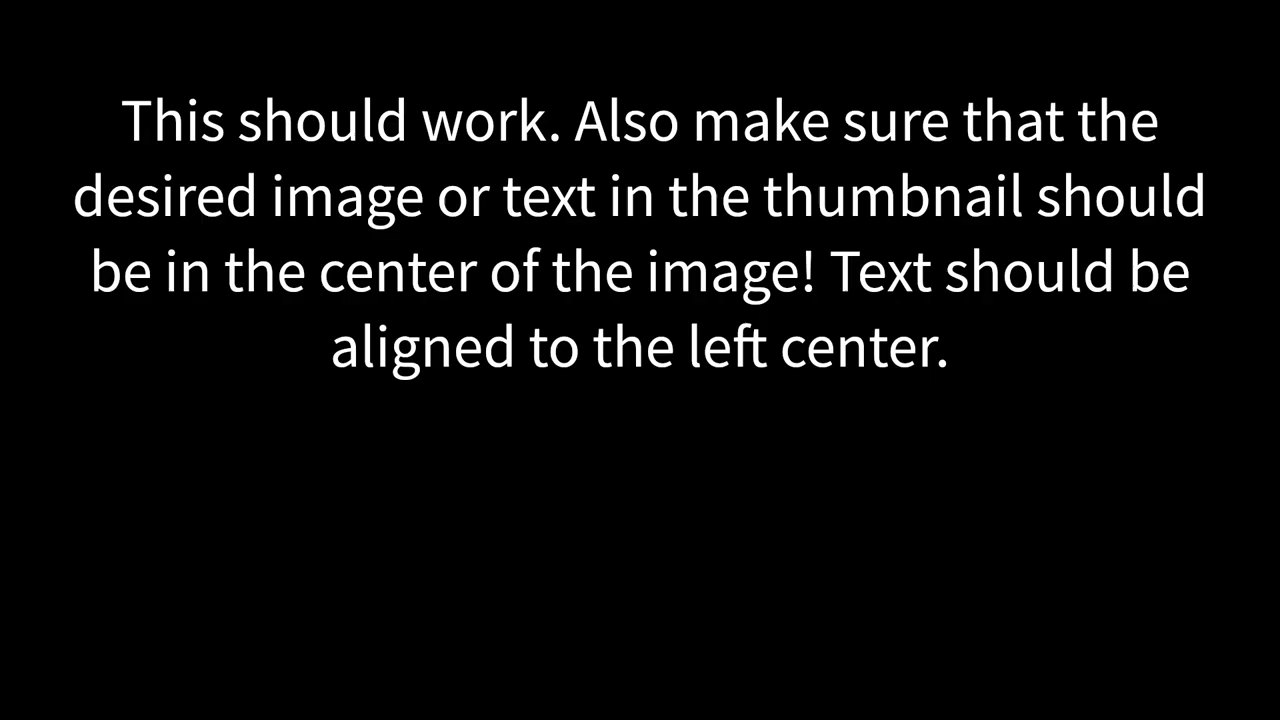 This should work. Also make sure that the
desired image or text in the thumbnail should
be in the center of the image! Text should be
aligned to the left center.